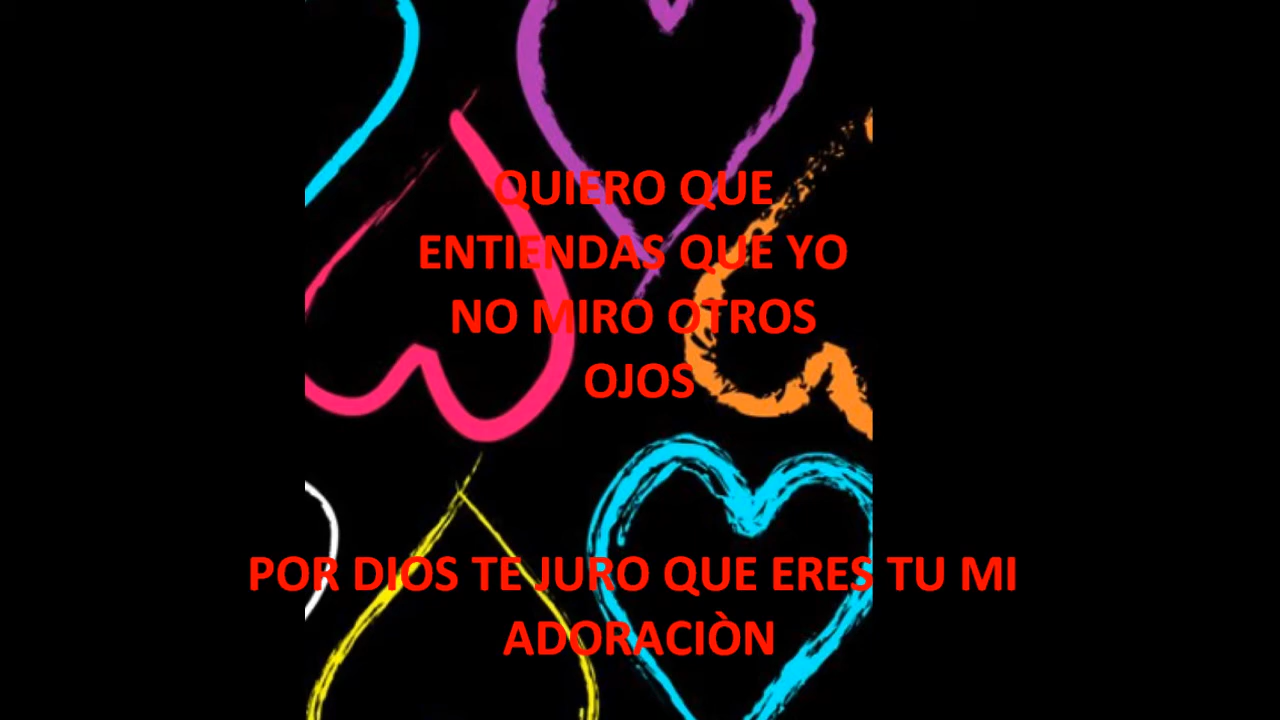 QUIERO QUE
ENTIENDAS QUE YO
NO MIRO OTROS
OJOS
POR DIOS TE JURO QUE ERES TU MI
ADORACIÒN